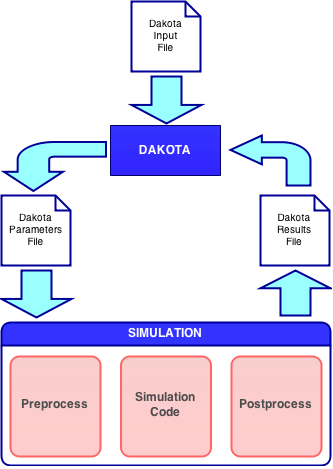 Dakota
Input
File
DAKOTA
Dakota
Parameters
File
Dakota
Results
File
SIMULATION
Preprocess
Simulation
Code
Postprocess